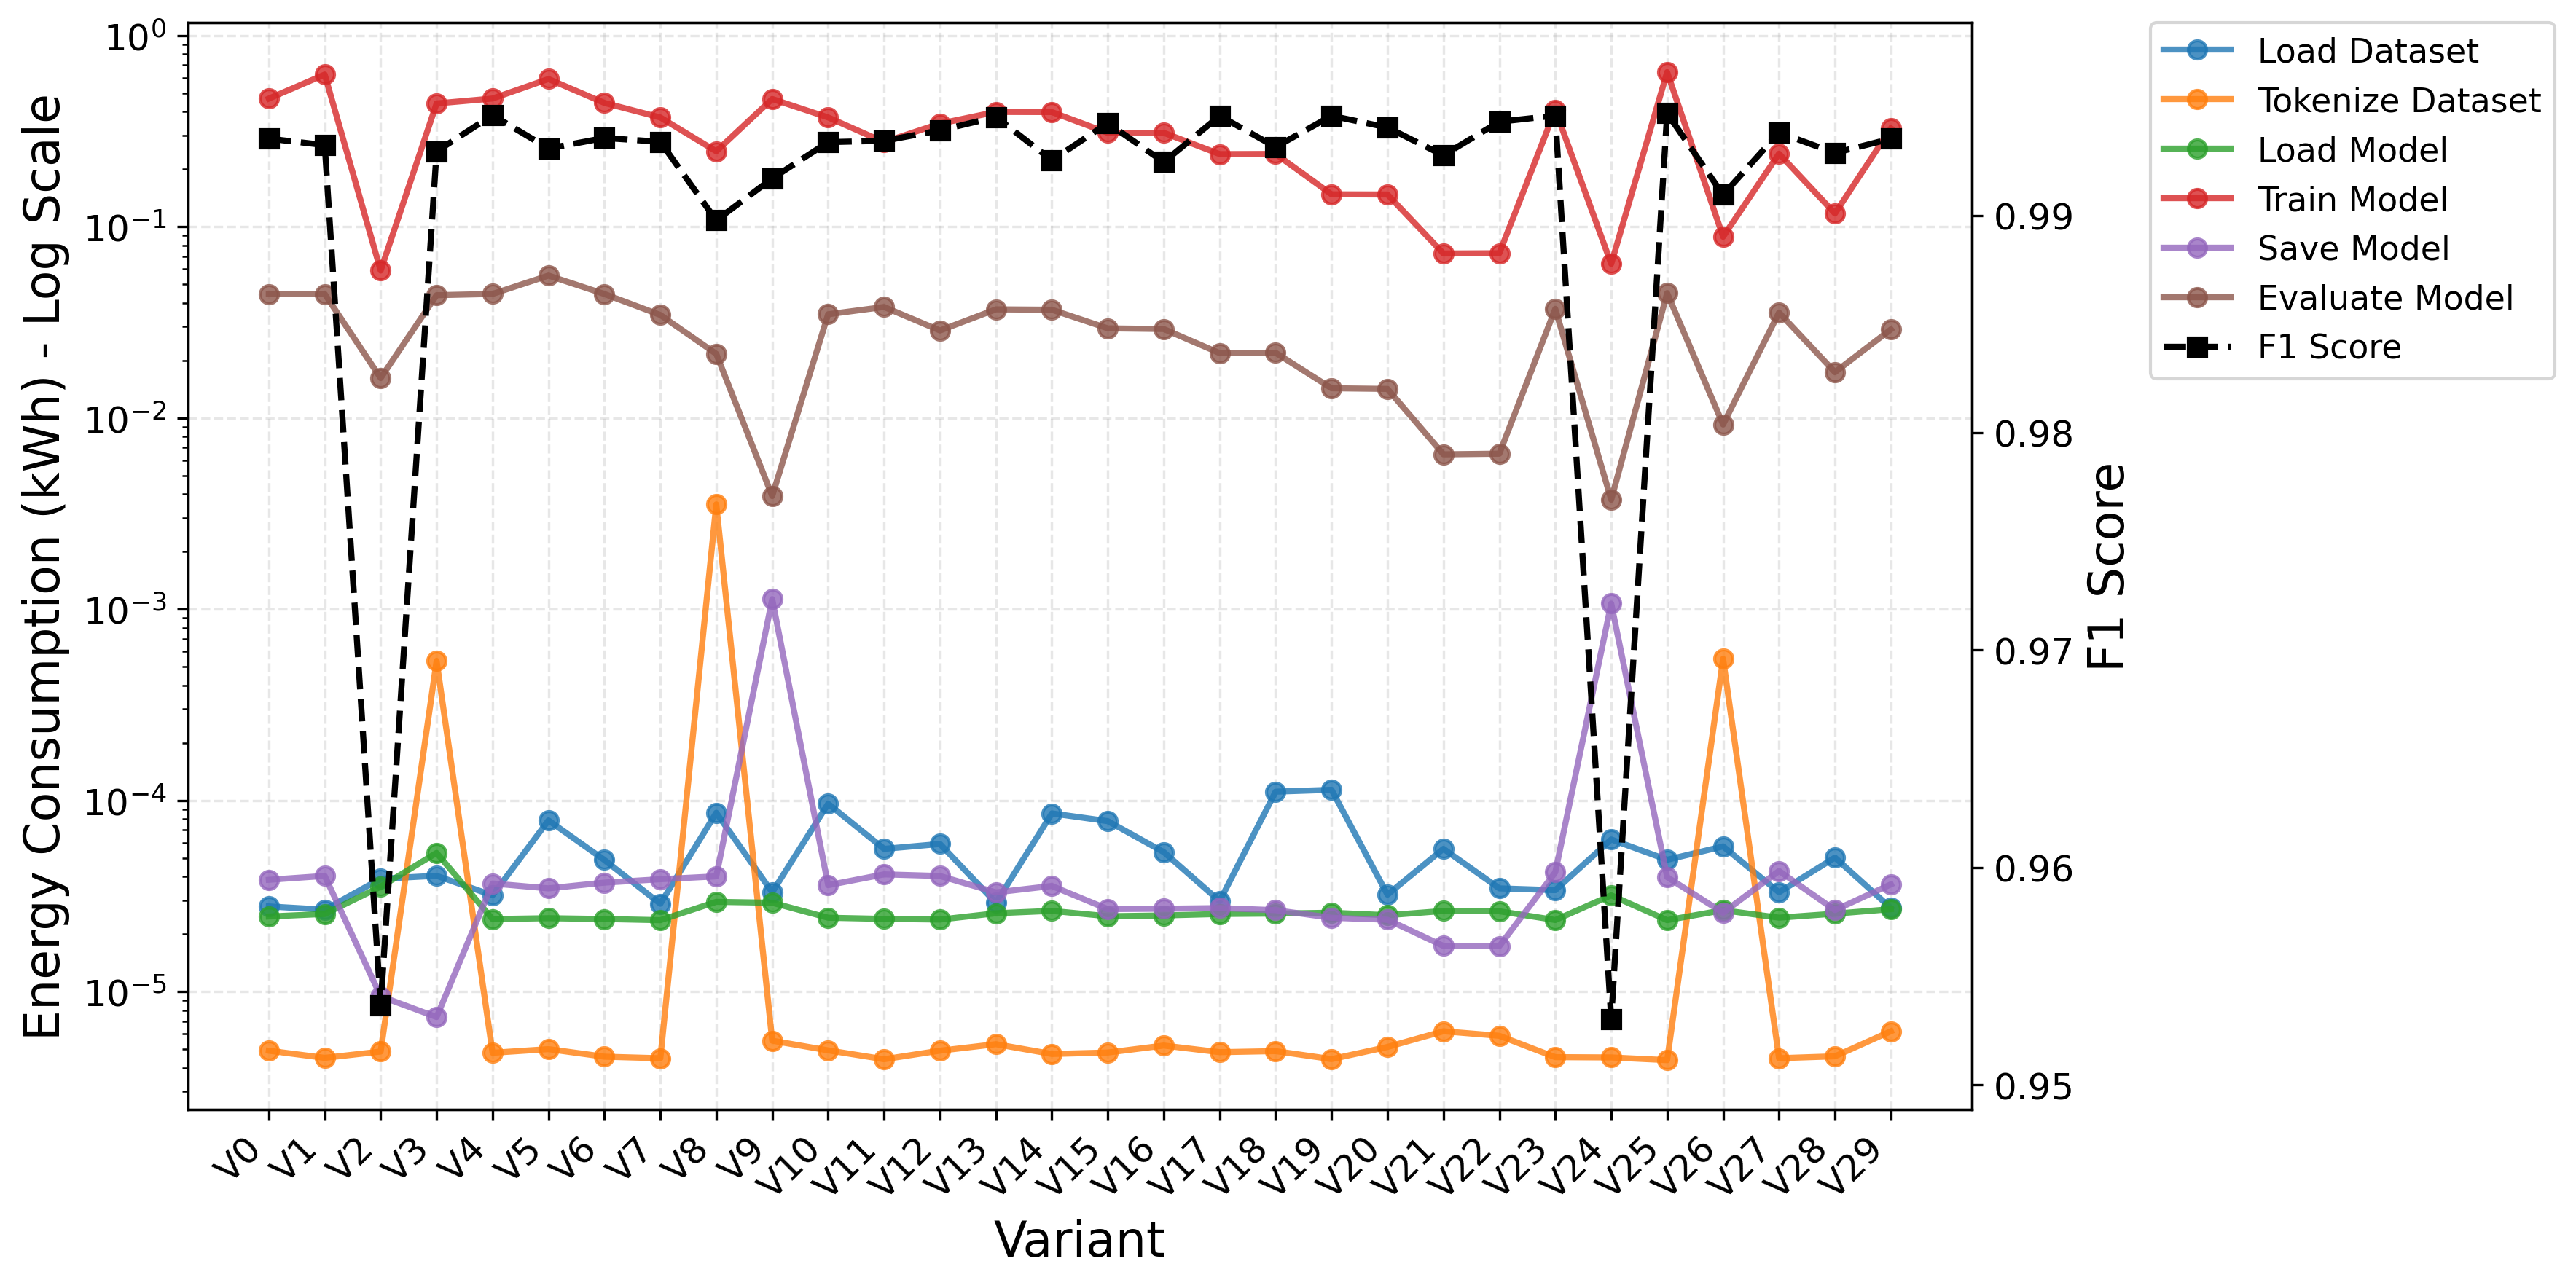 Energy Consumption (kWh) - Log Scale
10⁰
10⁻¹
10⁻²
10⁻³
10⁻⁴
10⁻⁵
V0
V1
V2
V3
V4
V5
V6
V7
V8
V9
V10
V11
V12
V13
V14
V15
V16
V17
V18
V19
V20
V21
V22
V23
V24
V25
V26
V27
V28
V29
Variant
0.99
0.98
0.97
0.96
0.95
F1 Score
Load Dataset
Tokenize Dataset
Load Model
Train Model
Save Model
Evaluate Model
F1 Score